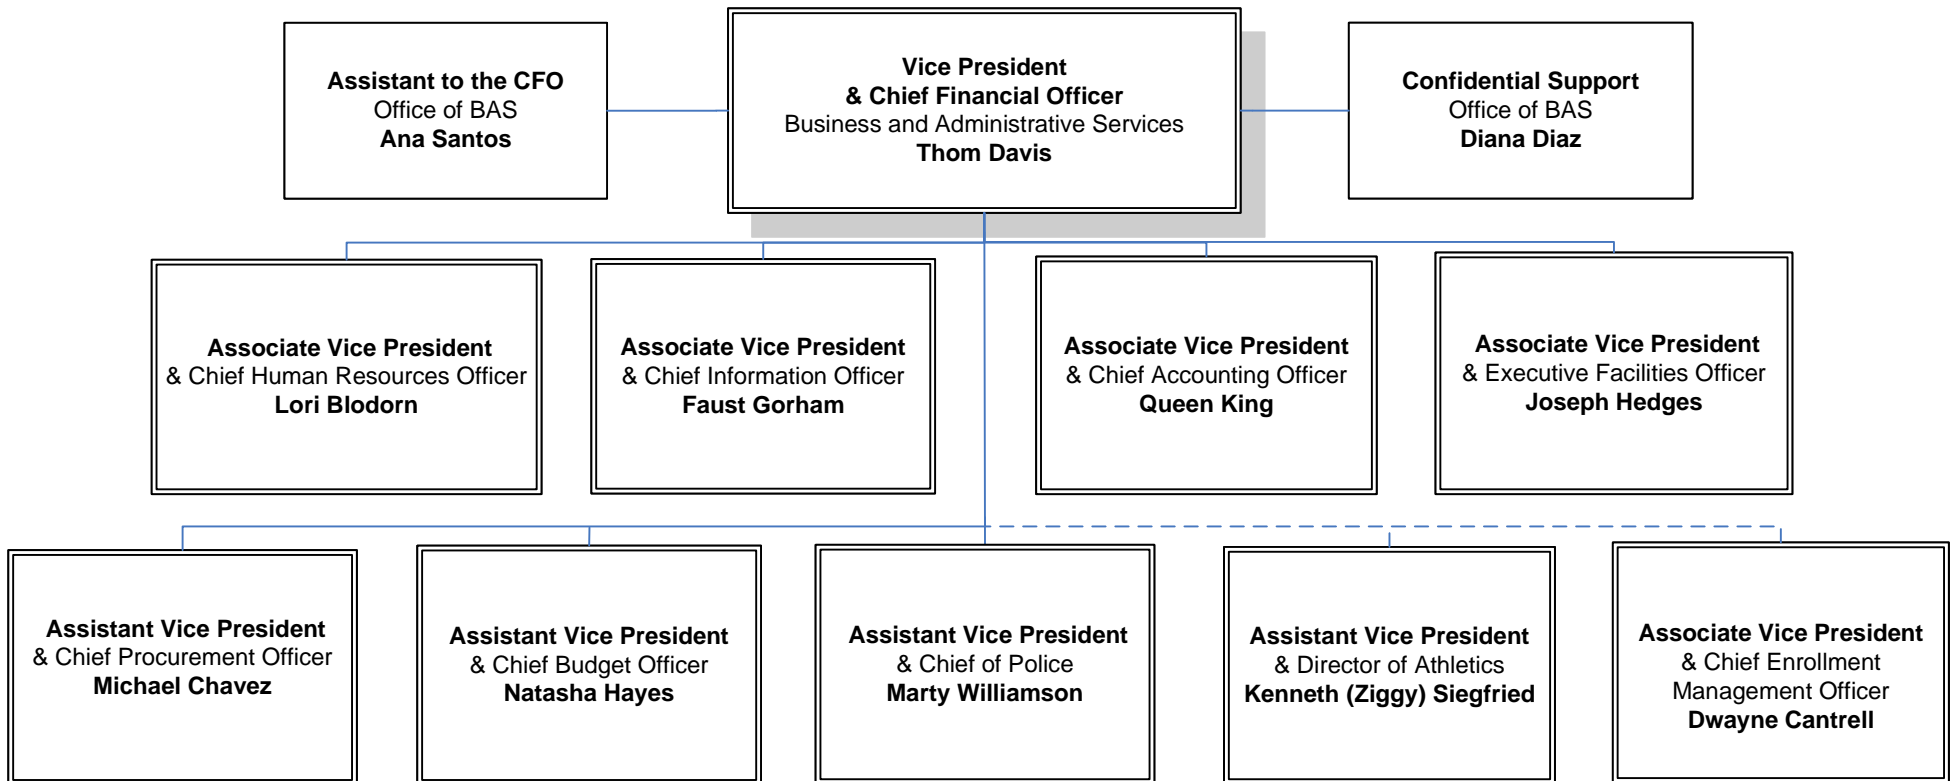 Assistant to the CFO
Office of BAS
Ana Santos
Vice President
& Chief Financial Officer
Business and Administrative Services
Thom Davis
Confidential Support
Office of BAS
Diana Diaz
Associate Vice President
& Chief Human Resources Officer
Lori Blodorn
Associate Vice President
& Chief Information Officer
Faust Gorham
Associate Vice President
& Chief Accounting Officer
Queen King
Associate Vice President
& Executive Facilities Officer
Joseph Hedges
Assistant Vice President
& Chief Procurement Officer
Michael Chavez
Assistant Vice President
& Chief Budget Officer
Natasha Hayes
Assistant Vice President
& Chief of Police
Marty Williamson
Assistant Vice President
& Director of Athletics
Kenneth (Ziggy) Siegfried
Associate Vice President
& Chief Enrollment
Management Officer
Dwayne Cantrell